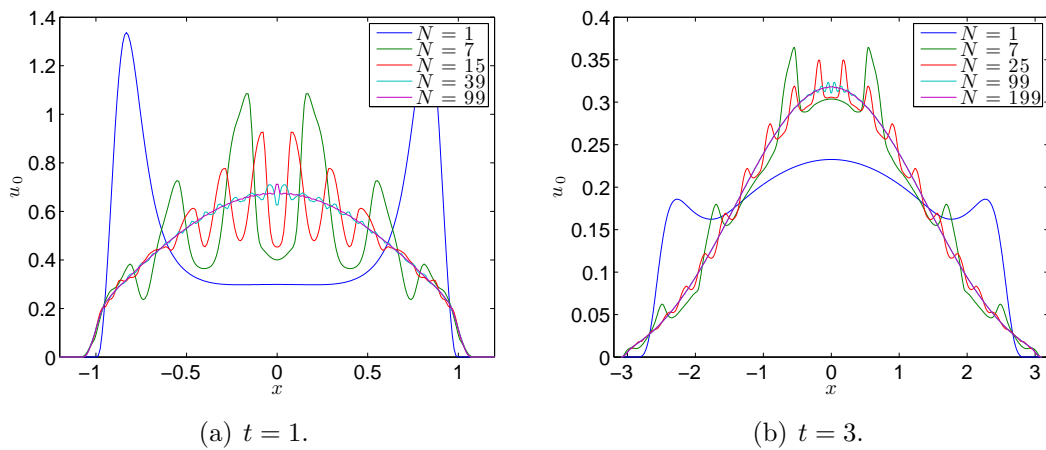 1.4
1.2
1
0.8
0.6
0.4
0.2
0
u₀
−1 −0.5 0 0.5 1
x
N = 1
N = 7
N = 15
N = 39
N = 99
(a) t = 1.
0.4
0.35
0.3
0.25
0.2
0.15
0.1
0.05
0
u₀
−3 −2 −1 0 1 2 3
x
N = 1
N = 7
N = 25
N = 99
N = 199
(b) t = 3.